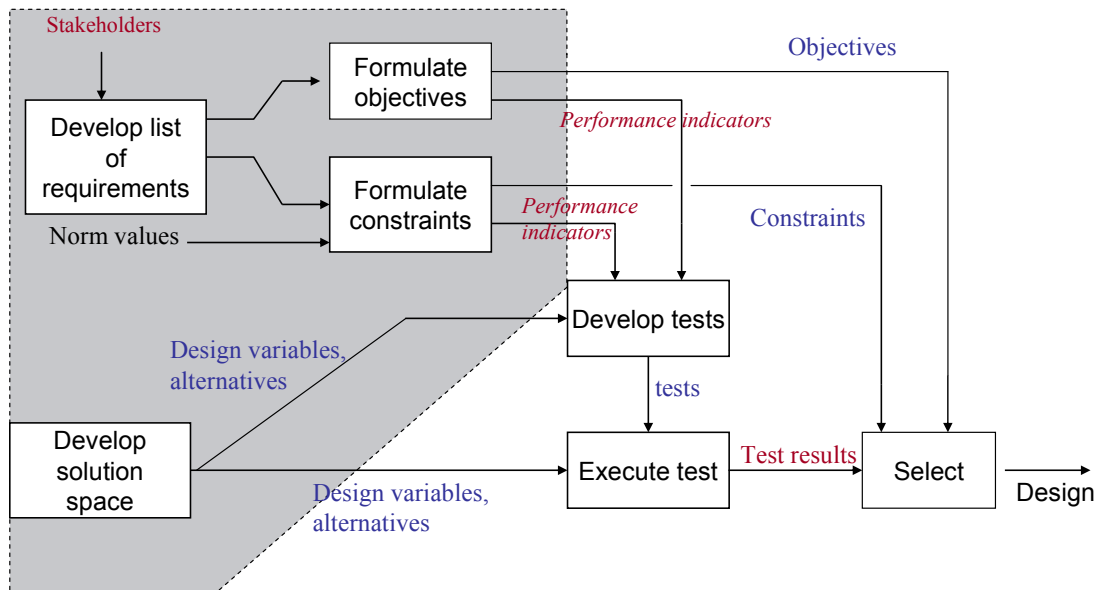 Stakeholders
Formulate
objectives
Objectives
Develop list
of
requirements
Performance indicators
Formulate
constraints
Performance
indicators
Constraints
Norm values
Develop tests
Design variables,
alternatives
tests
Develop
solution
space
Execute test
Test results
Select
Design
Design variables,
alternatives